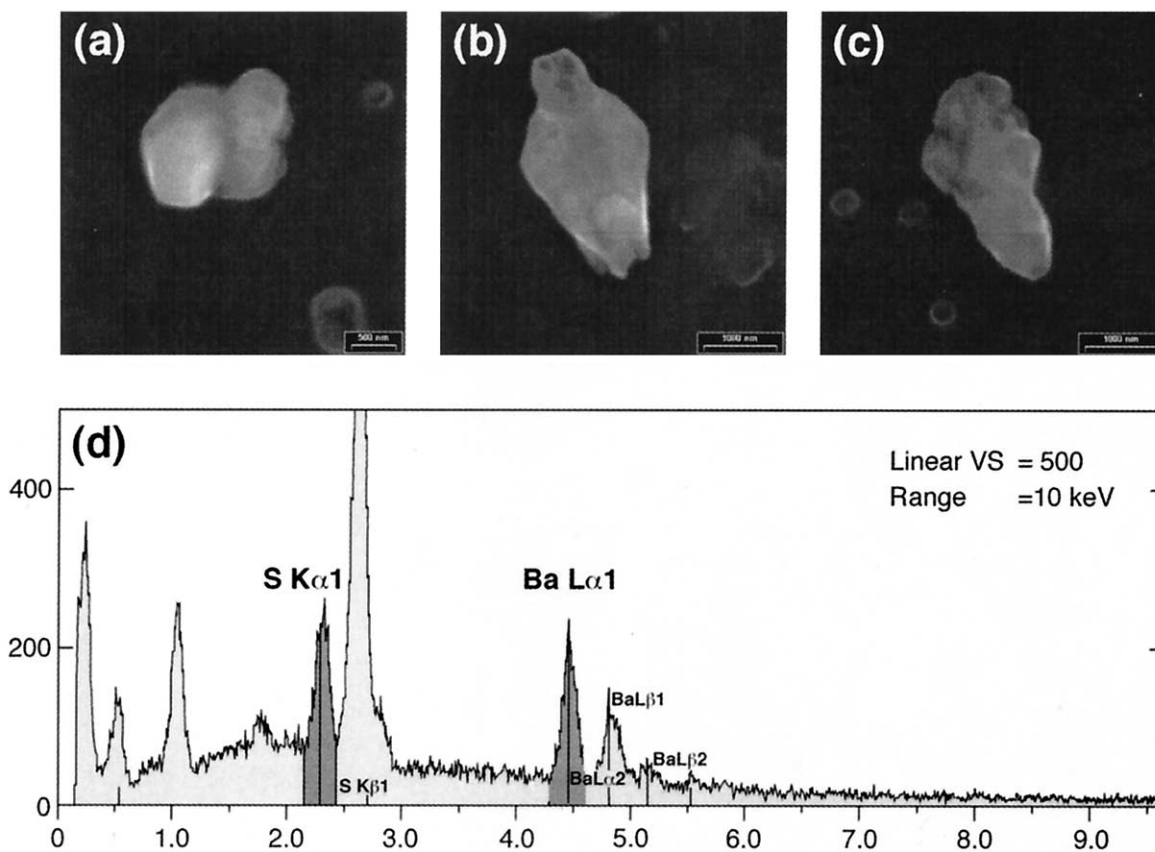 (a)
(b)
(c)
500 nm
1000 nm
1000 nm
(d)
Linear VS = 500
Range =10 keV
400
S Kα1
Ba Lα1
200
BaLβ1
BaLβ2
S Kβ1
BaLα2
0
0 1.0 2.0 3.0 4.0 5.0 6.0 7.0 8.0 9.0